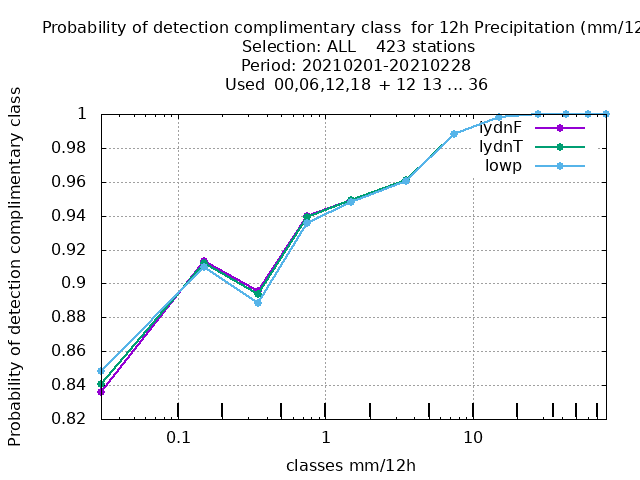 Probability of detection complimentary class  for 12h Precipitation (mm/12
Selection: ALL    423 stations
Period: 20210201-20210228
Used  00,06,12,18  + 12 13 ... 36
Probability of detection complimentary class
1
0.98
0.96
0.94
0.92
0.9
0.88
0.86
0.84
0.82
lydnF
lydnT
lowp
0.1
1
10
classes mm/12h